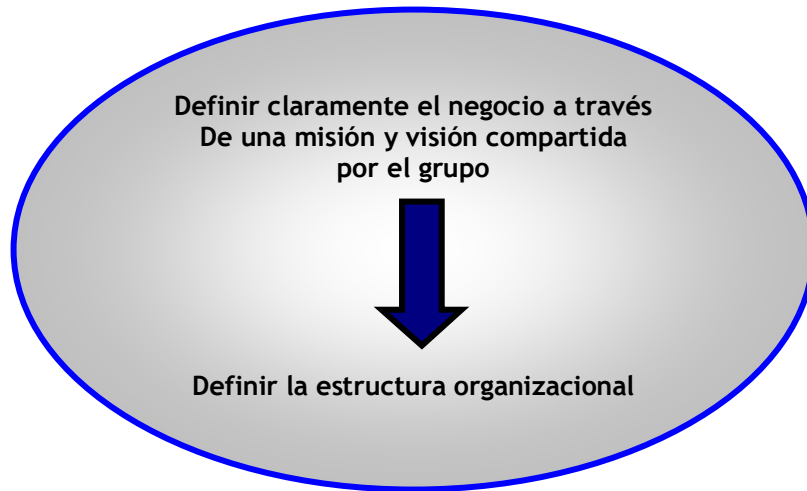 Definir claramente el negocio a través
De una misión y visión compartida
por el grupo
Definir la estructura organizacional